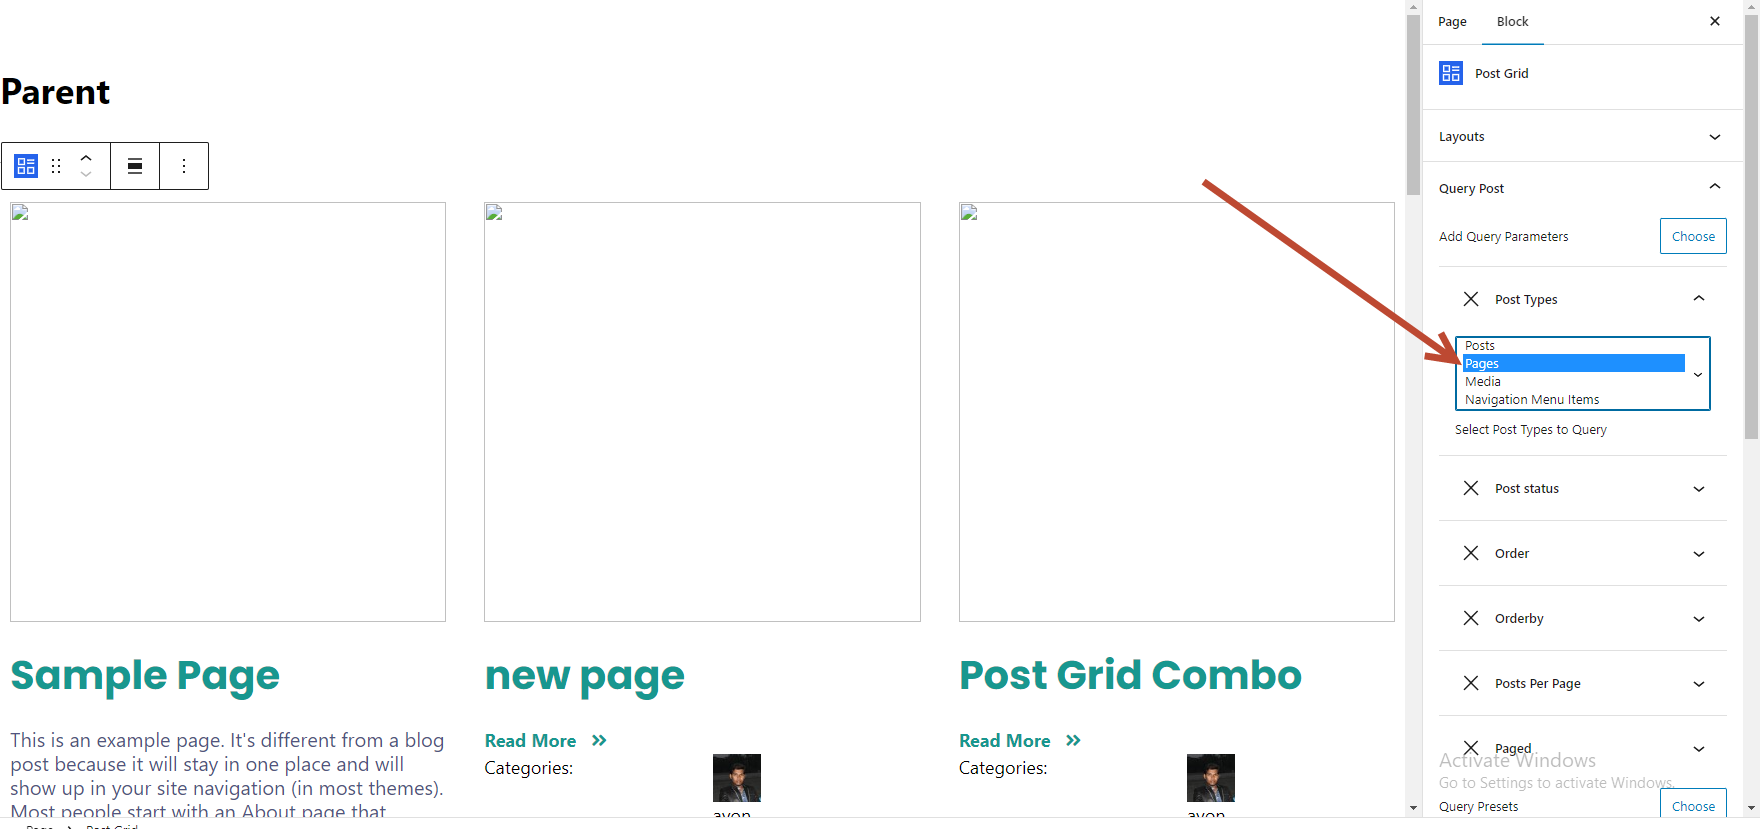 Parent
Sample Page
This is an example page. It's different from a blog
post because it will stay in one place and will
show up in your site navigation (in most themes).
Most people start with an About page that
new page
Read More
Categories:
Post Grid Combo
Read More
Categories:
Page
Block
Post Grid
Layouts
Query Post
Add Query Parameters
Choose
Post Types
Posts
Pages
Media
Navigation Menu Items
Select Post Types to Query
Post status
Order
Orderby
Posts Per Page
Paged
Activate Windows
Go to Settings to activate Windows.
Query Presets
Choose
Page
Post Grid